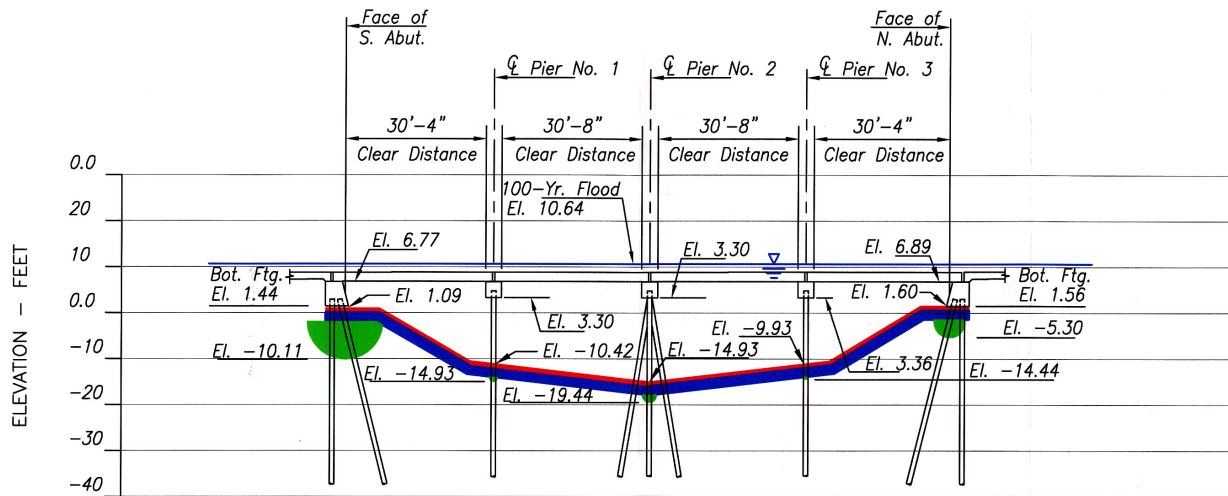 Face of
S. Abut.
Face of
N. Abut.
℄ Pier No. 1
℄ Pier No. 2
℄ Pier No. 3
30'-4"
Clear Distance
30'-8"
Clear Distance
30'-8"
Clear Distance
30'-4"
Clear Distance
ELEVATION - FEET
0.0
20
10
0.0
-10
-20
-30
-40
100-Yr. Flood
El. 10.64
El. 6.77
El. 3.30
El. 6.89
Bot. Ftg.
El. 1.44
El. 1.09
El. 3.30
El. 1.60
Bot. Ftg.
El. 1.56
El. -10.11
El. -14.93
El. -10.42
El. -14.93
El. -19.44
El. -9.93
El. 3.36
El. -5.30
El. -14.44